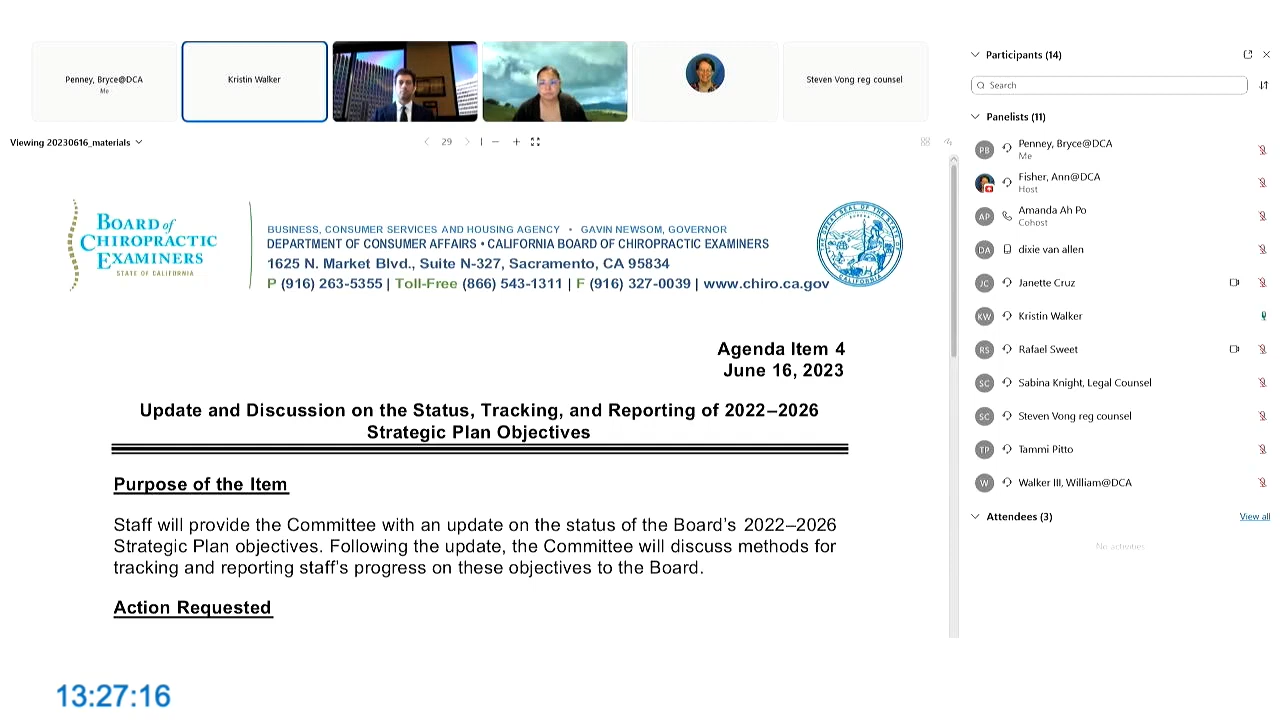 Penney, Bryce@DCA
Me
Kristin Walker
Steven Vong reg counsel
Viewing 20230616_materials
29
BOARD of
CHIROPRACTIC
EXAMINERS
STATE OF CALIFORNIA
BUSINESS, CONSUMER SERVICES AND HOUSING AGENCY • GAVIN NEWSOM, GOVERNOR
DEPARTMENT OF CONSUMER AFFAIRS • CALIFORNIA BOARD OF CHIROPRACTIC EXAMINERS
1625 N. Market Blvd., Suite N-327, Sacramento, CA 95834
P (916) 263-5355 | Toll-Free (866) 543-1311 | F (916) 327-0039 | www.chiro.ca.gov
Agenda Item 4
June 16, 2023
Update and Discussion on the Status, Tracking, and Reporting of 2022–2026
Strategic Plan Objectives
Purpose of the Item
Staff will provide the Committee with an update on the status of the Board’s 2022–2026
Strategic Plan objectives. Following the update, the Committee will discuss methods for
tracking and reporting staff’s progress on these objectives to the Board.
Action Requested
13:27:16
Participants (14)
Search
Panelists (11)
PB Penney, Bryce@DCA
Me
Fisher, Ann@DCA
Host
AP Amanda Ah Po
Cohost
DA dixie van allen
JC Janette Cruz
KW Kristin Walker
RS Rafael Sweet
SC Sabina Knight, Legal Counsel
SC Steven Vong reg counsel
TP Tammi Pitto
W Walker III, William@DCA
Attendees (3) View all
No activities